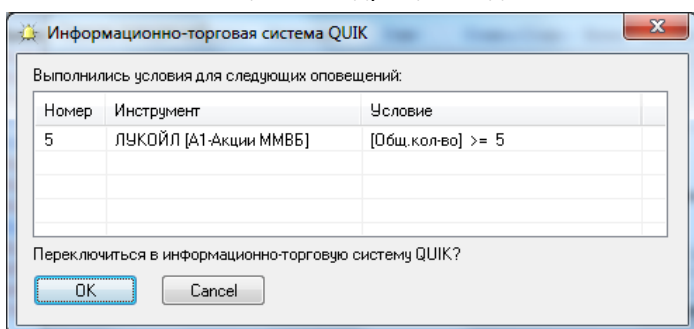 Информационно-торговая система QUIK
Выполнились условия для следующих оповещений:
Номер Инструмент Условие
5 ЛУКОЙЛ [А1-Акции ММВБ] [Общ.кол-во] >= 5
Переключиться в информационно-торговую систему QUIK?
OK Cancel